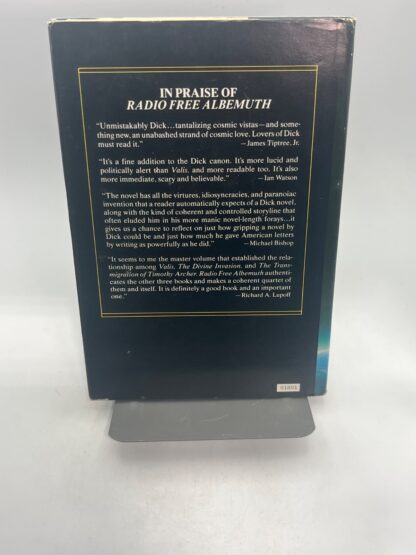 IN PRAISE OF
RADIO FREE ALBEMUTH
“Unmistakably Dick...tantalizing cosmic vistas—and some-
thing new, an unabashed strand of cosmic love. Lovers of Dick
must read it.” —James Tiptree, Jr.
“It's a fine addition to the Dick canon. It's more lucid and
politically alert than Valis, and more readable too. It's also
more immediate, scary and believable.” —Ian Watson
“The novel has all the virtues, idiosyncracies, and paranoiac
invention that a reader automatically expects of a Dick novel,
along with the kind of coherent and controlled storyline that
often eluded him in his more manic novel-length forays...it
gives us a chance to reflect on just how gripping a novel by
Dick could be and just how much he gave American letters
by writing as powerfully as he did.” —Michael Bishop
“It seems to me the master volume that established the rela-
tionship among Valis, The Divine Invasion, and The Trans-
migration of Timothy Archer. Radio Free Albemuth authenti-
cates the other three books and makes a coherent quartet of
them and itself. It is definitely a good book and an important
one.” —Richard A. Lupoff